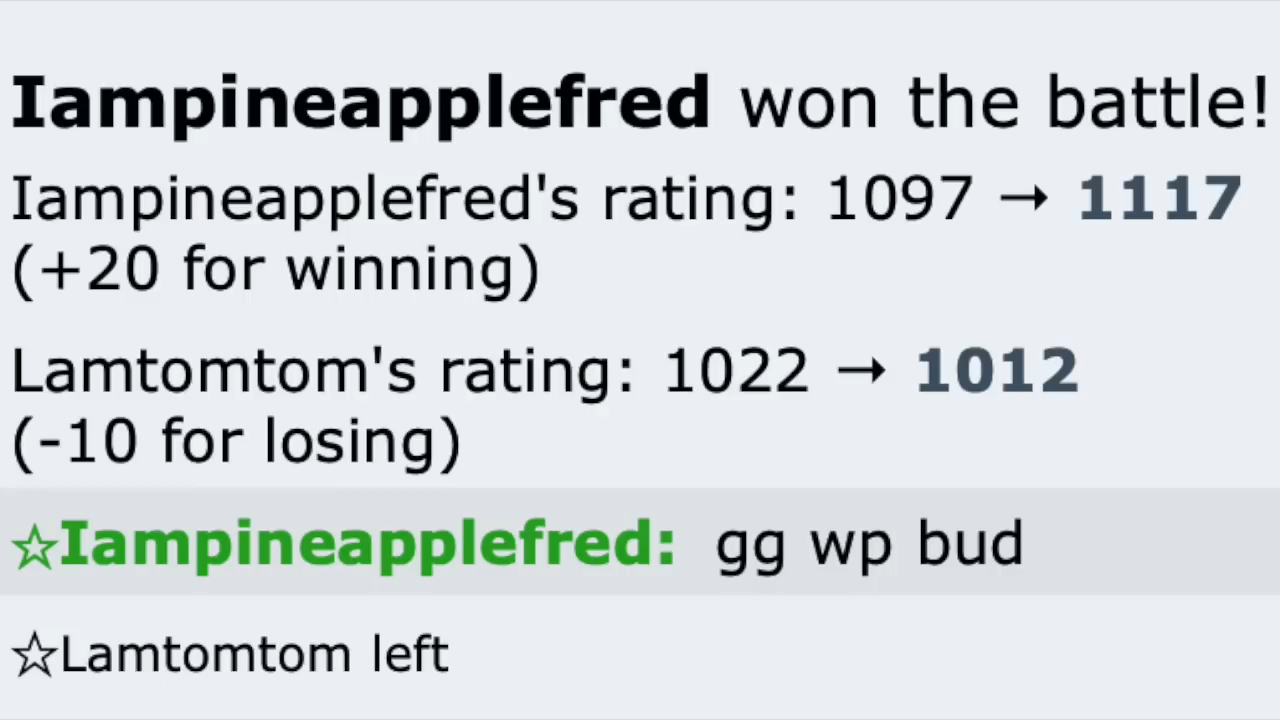 Iampineapplefred won the battle!
Iampineapplefred's rating: 1097 → 1117
(+20 for winning)
Lamtomtom's rating: 1022 → 1012
(-10 for losing)
☆Iampineapplefred: gg wp bud
☆Lamtomtom left